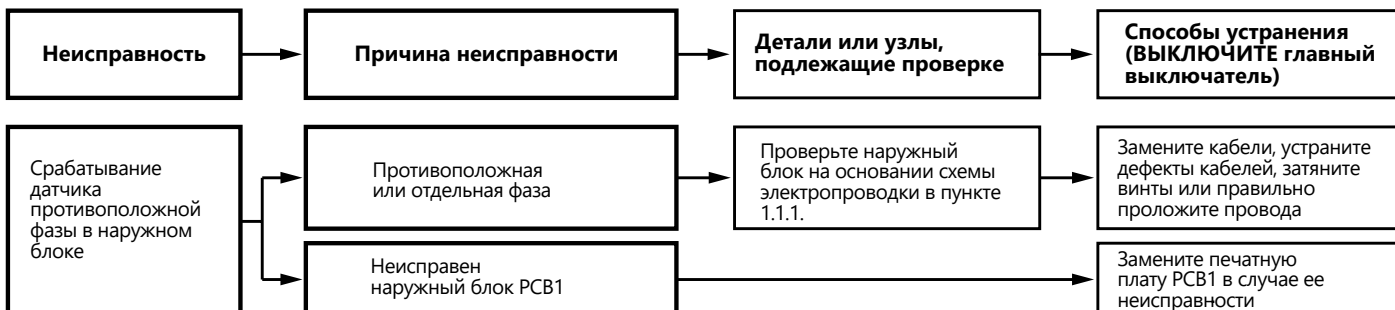 Неисправность
Причина неисправности
Детали или узлы,
подлежащие проверке
Способы устранения
(ВЫКЛЮЧИТЕ главный
выключатель)
Срабатывание
датчика
противоположной
фазы в наружном
блоке
Противоположная
или отдельная фаза
Проверьте наружный
блок на основании схемы
электропроводки в пункте
1.1.1.
Замените кабели, устраните
дефекты кабелей, затяните
винты или правильно
проложите провода
Неисправен
наружный блок PCB1
Замените печатную
плату PCB1 в случае ее
неисправности